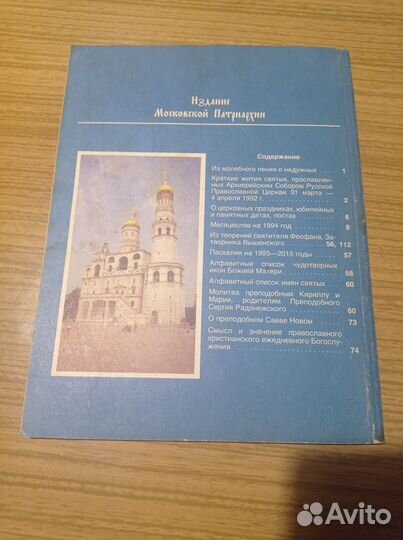 Издание
Московской Патриархии
Содержание
Из молебного пения о недужных . . . 1
Краткие жития святых, прославлен-
ных Архиерейским Собором Русской
Православной Церкви 31 марта —
4 апреля 1992 г. . . . 2
О церковных праздниках, юбилейных
и памятных датах, постах . . . 6
Месяцеслов на 1994 год . . . 8
Из творений святителя Феофана, За-
творника Вышенского . . . 56, 112
Пасхалия на 1995—2015 годы . . . 57
Алфавитный список чудотворных
икон Божией Матери . . . 58
Алфавитный список имен святых . . . 60
Молитва преподобным Кириллу и
Марии, родителям Преподобного
Сергия Радонежского . . . 60
О преподобном Савве Новом . . . 73
Смысл и значение православного
христианского ежедневного Богослу-
жения . . . 74
Avito